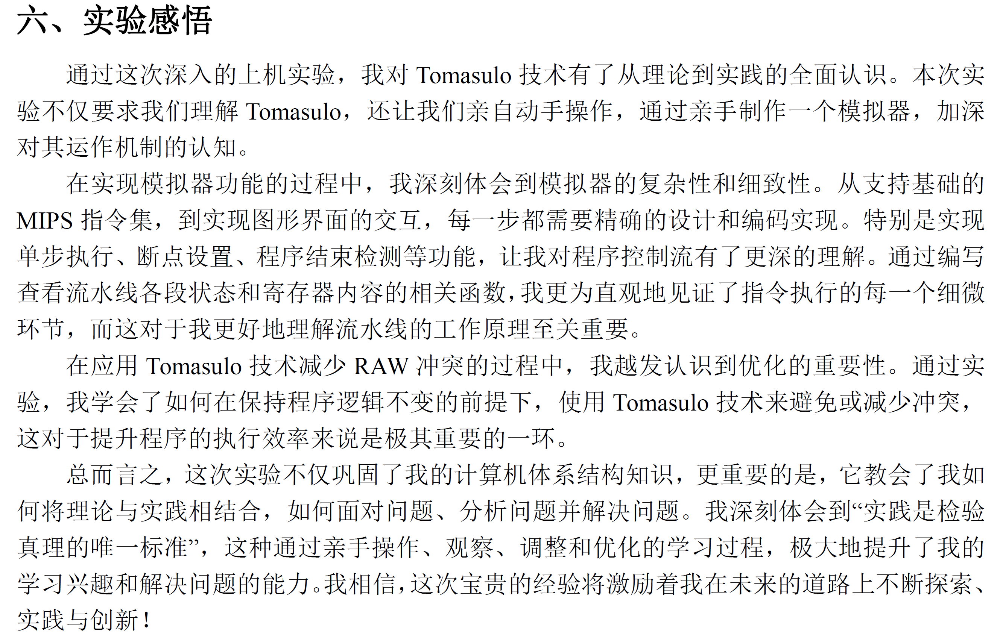 六、实验感悟
通过这次深入的上机实验，我对 Tomasulo 技术有了从理论到实践的全面认识。本次实
验不仅要求我们理解 Tomasulo，还让我们亲自动手操作，通过亲手制作一个模拟器，加深
对其运作机制的认知。
在实现模拟器功能的过程中，我深刻体会到模拟器的复杂性和细致性。从支持基础的
MIPS 指令集，到实现图形界面的交互，每一步都需要精确的设计和编码实现。特别是实现
单步执行、断点设置、程序结束检测等功能，让我对程序控制流有了更深的理解。通过编写
查看流水线各段状态和寄存器内容的相关函数，我更为直观地见证了指令执行的每一个细微
环节，而这对于我更好地理解流水线的工作原理至关重要。
在应用 Tomasulo 技术减少 RAW 冲突的过程中，我越发认识到优化的重要性。通过实
验，我学会了如何在保持程序逻辑不变的前提下，使用 Tomasulo 技术来避免或减少冲突，
这对于提升程序的执行效率来说是极其重要的一环。
总而言之，这次实验不仅巩固了我的计算机体系结构知识，更重要的是，它教会了我如
何将理论与实践相结合，如何面对问题、分析问题并解决问题。我深刻体会到“实践是检验
真理的唯一标准”，这种通过亲手操作、观察、调整和优化的学习过程，极大地提升了我的
学习兴趣和解决问题的能力。我相信，这次宝贵的经验将激励着我在未来的道路上不断探索、
实践与创新！